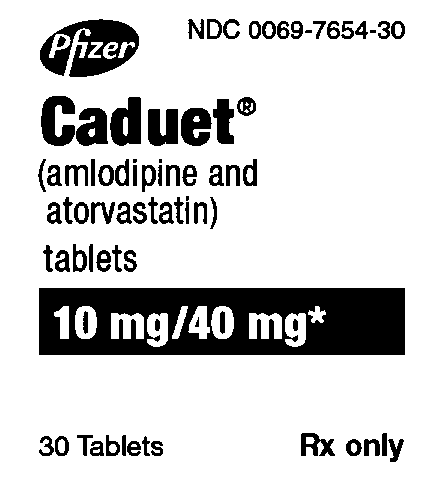 Pfizer
NDC 0069-7654-30
Caduet®
(amlodipine and
atorvastatin)
tablets
10 mg/40 mg*
30 Tablets Rx only